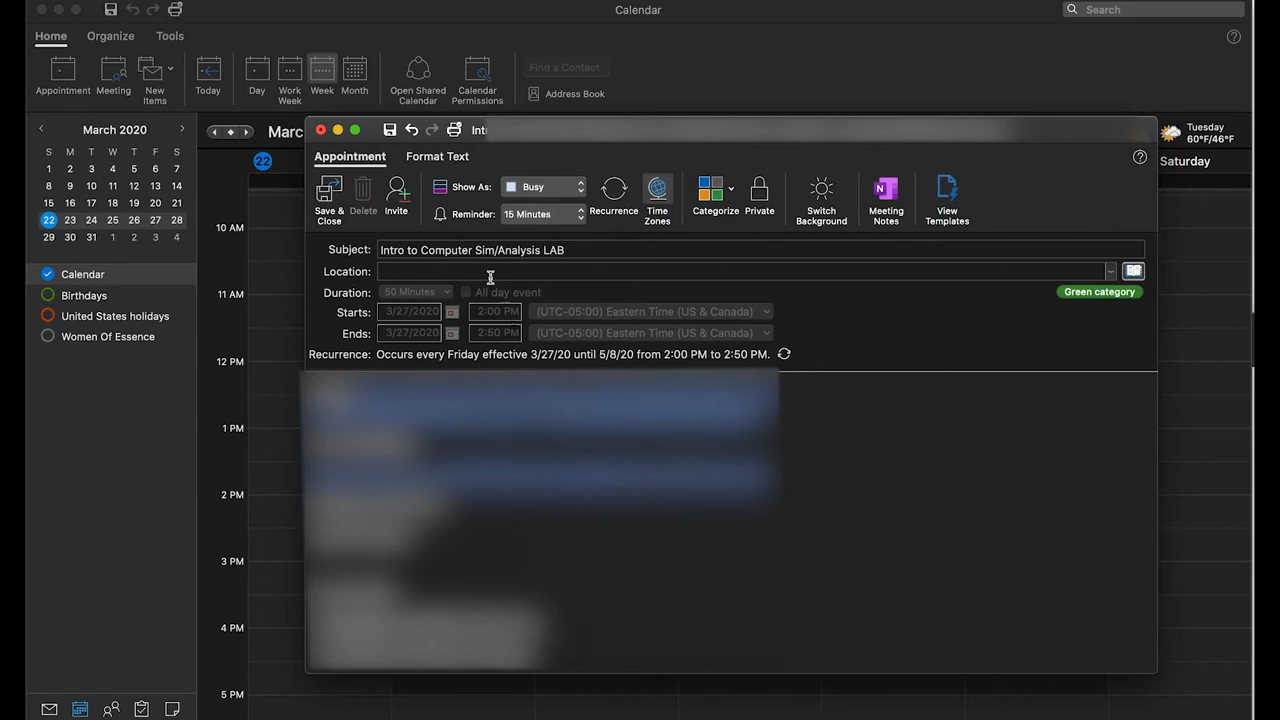 Calendar
Search
Home Organize Tools
Appointment Meeting New Items Today Day Work Week Week Month Open Shared Calendar Calendar Permissions Find a Contact
Address Book
March 2020
S M T W T F S
1 2 3 4 5 6 7
8 9 10 11 12 13 14
15 16 17 18 19 20 21
22 23 24 25 26 27 28
29 30 31 1 2 3 4
Calendar
Birthdays
United States holidays
Women Of Essence
Marc
22
Tuesday
60°F/46°F
Saturday
10 AM
11 AM
12 PM
1 PM
2 PM
3 PM
4 PM
5 PM
Intr
Appointment Format Text
Save & Close Delete Invite
Show As: Busy
Reminder: 15 Minutes
Recurrence Time Zones Categorize Private Switch Background Meeting Notes View Templates
Subject: Intro to Computer Sim/Analysis LAB
Location:
Duration: 50 Minutes All day event
Green category
Starts: 3/27/2020 2:00 PM (UTC-05:00) Eastern Time (US & Canada)
Ends: 3/27/2020 2:50 PM (UTC-05:00) Eastern Time (US & Canada)
Recurrence: Occurs every Friday effective 3/27/20 until 5/8/20 from 2:00 PM to 2:50 PM.